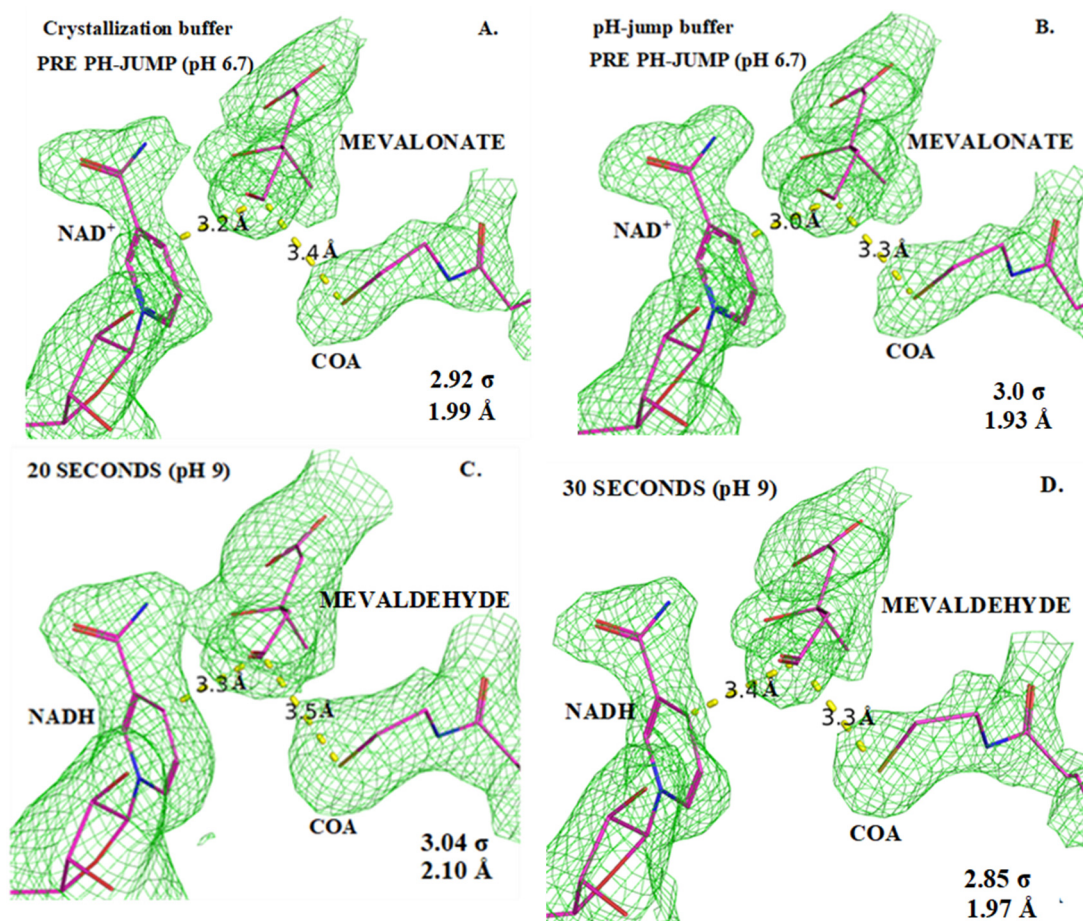 Crystallization buffer
A.
PRE PH-JUMP (pH 6.7)
MEVALONATE
3.2 Å
NAD+
3.4 Å
COA
2.92 σ
1.99 Å
pH-jump buffer
B.
PRE PH-JUMP (pH 6.7)
MEVALONATE
3.0 Å
NAD+
3.3 Å
COA
3.0 σ
1.93 Å
20 SECONDS (pH 9)
C.
MEVALDEHYDE
3.3 Å
NADH
3.5 Å
COA
3.04 σ
2.10 Å
30 SECONDS (pH 9)
D.
MEVALDEHYDE
3.4 Å
NADH
3.3 Å
COA
2.85 σ
1.97 Å